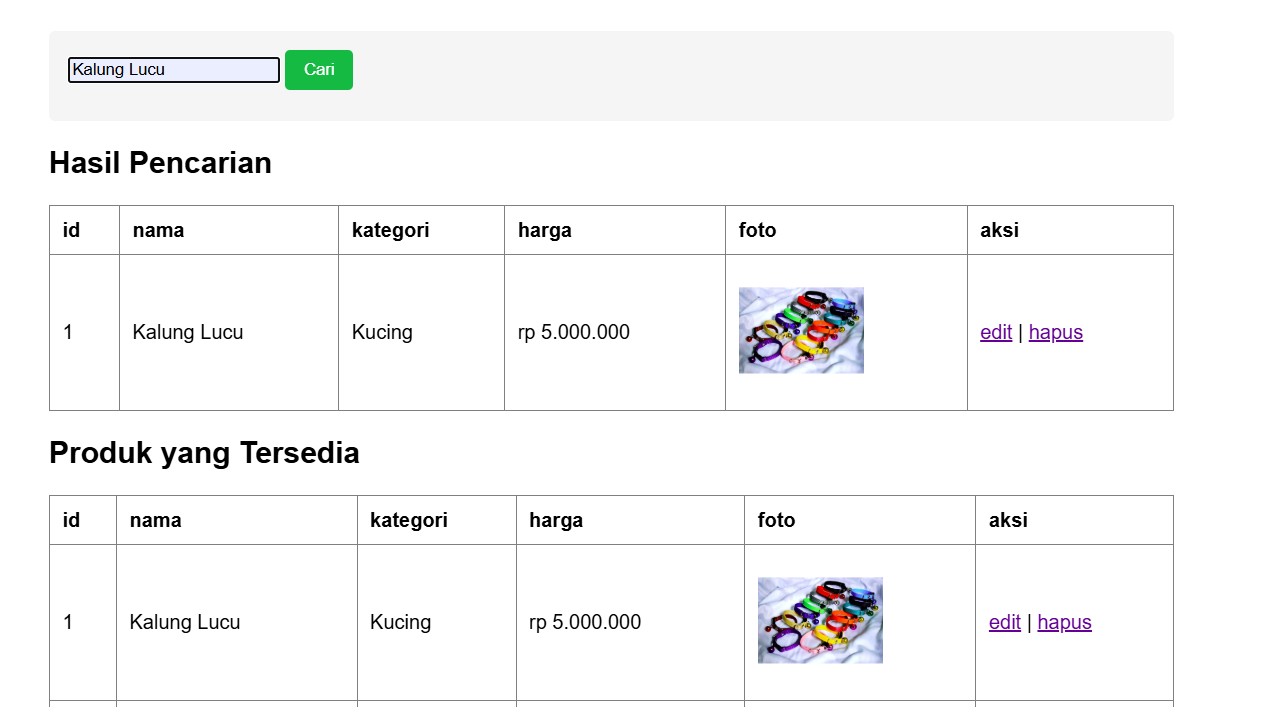 Kalung Lucu Cari
Hasil Pencarian
id nama kategori harga foto aksi
1 Kalung Lucu Kucing rp 5.000.000 edit | hapus
Produk yang Tersedia
id nama kategori harga foto aksi
1 Kalung Lucu Kucing rp 5.000.000 edit | hapus